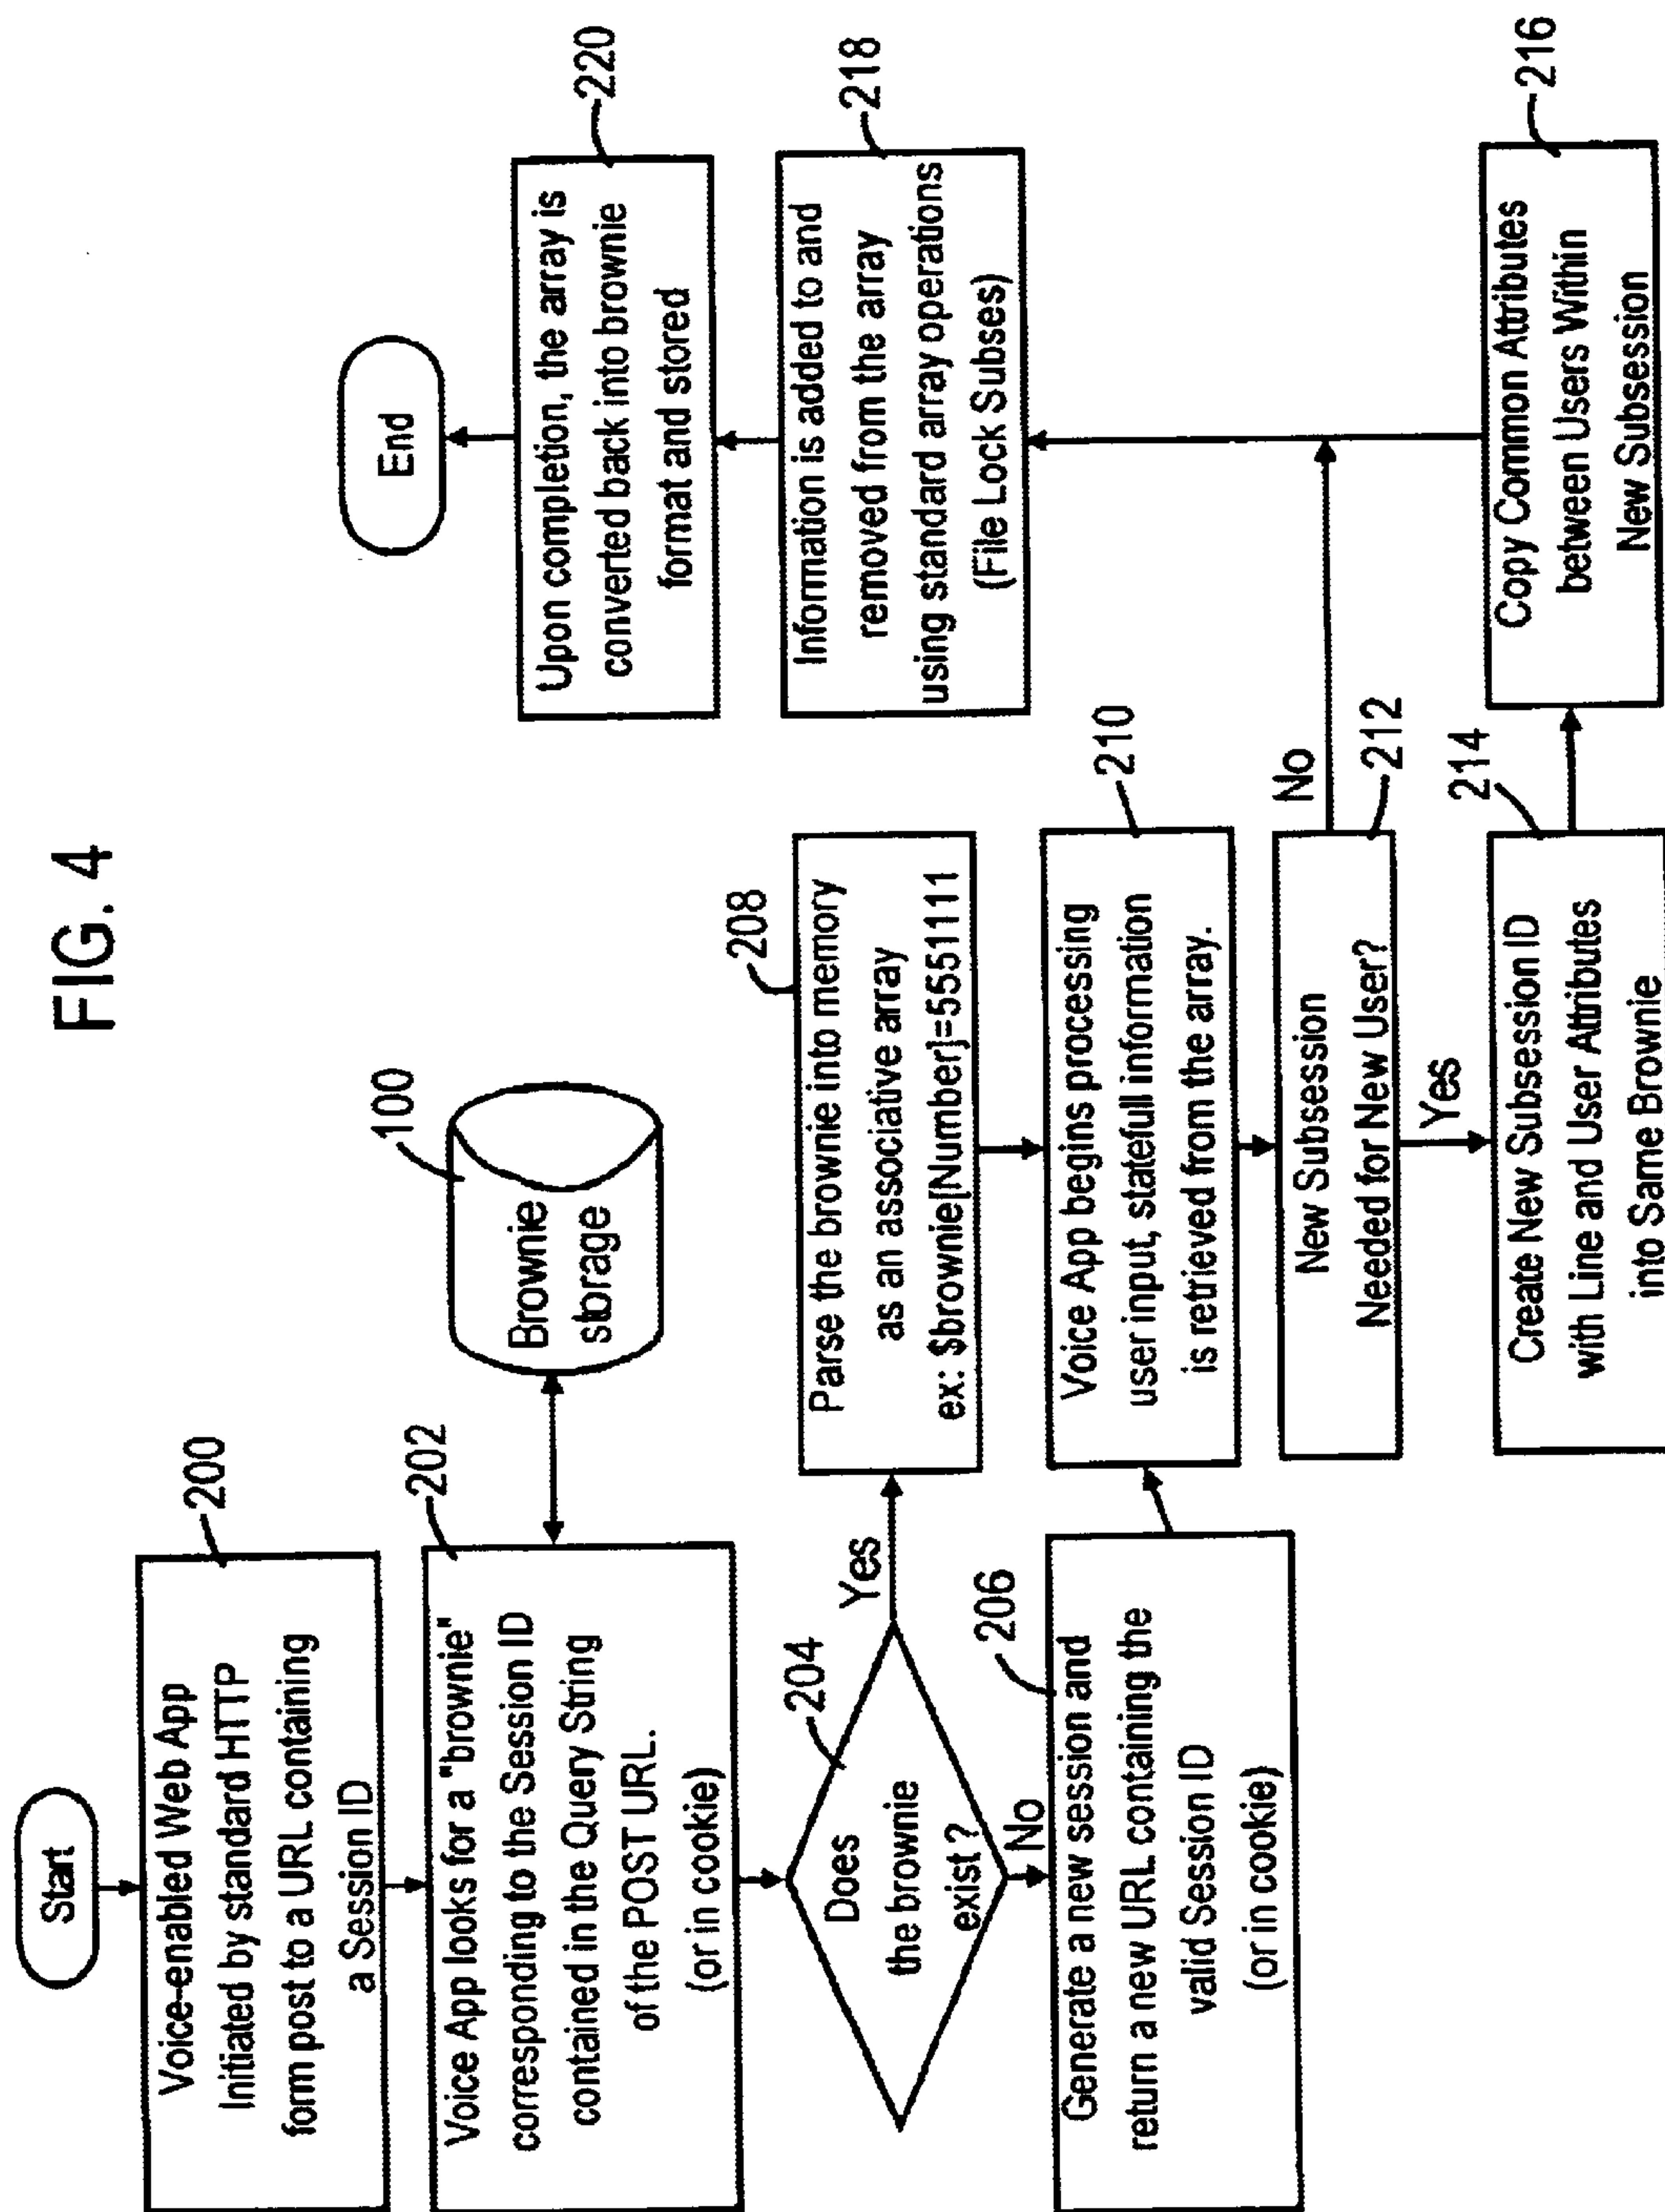 FIG. 4
Start
Voice-enabled Web App
Initiated by standard HTTP
form post to a URL containing
a Session ID
200
Voice App looks for a "brownie"
corresponding to the Session ID
contained in the Query String
of the POST URL.
(or in cookie)
202
Brownie
storage
100
Does
the brownie
exist ?
204
Yes
No
Generate a new session and
return a new URL containing the
valid Session ID
(or in cookie)
206
Parse the brownie into memory
as an associative array
ex: $brownie[Number]=5551111
208
Voice App begins processing
user input, statefull information
is retrieved from the array.
210
New Subsession
Needed for New User?
212
No
Yes
Create New Subsession ID
with Line and User Attributes
into Same Brownie
214
Copy Common Attributes
between Users Within
New Subsession
216
Information is added to and
removed from the array
using standard array operations
(File Lock Subses)
218
Upon completion, the array is
converted back into brownie
format and stored
220
End